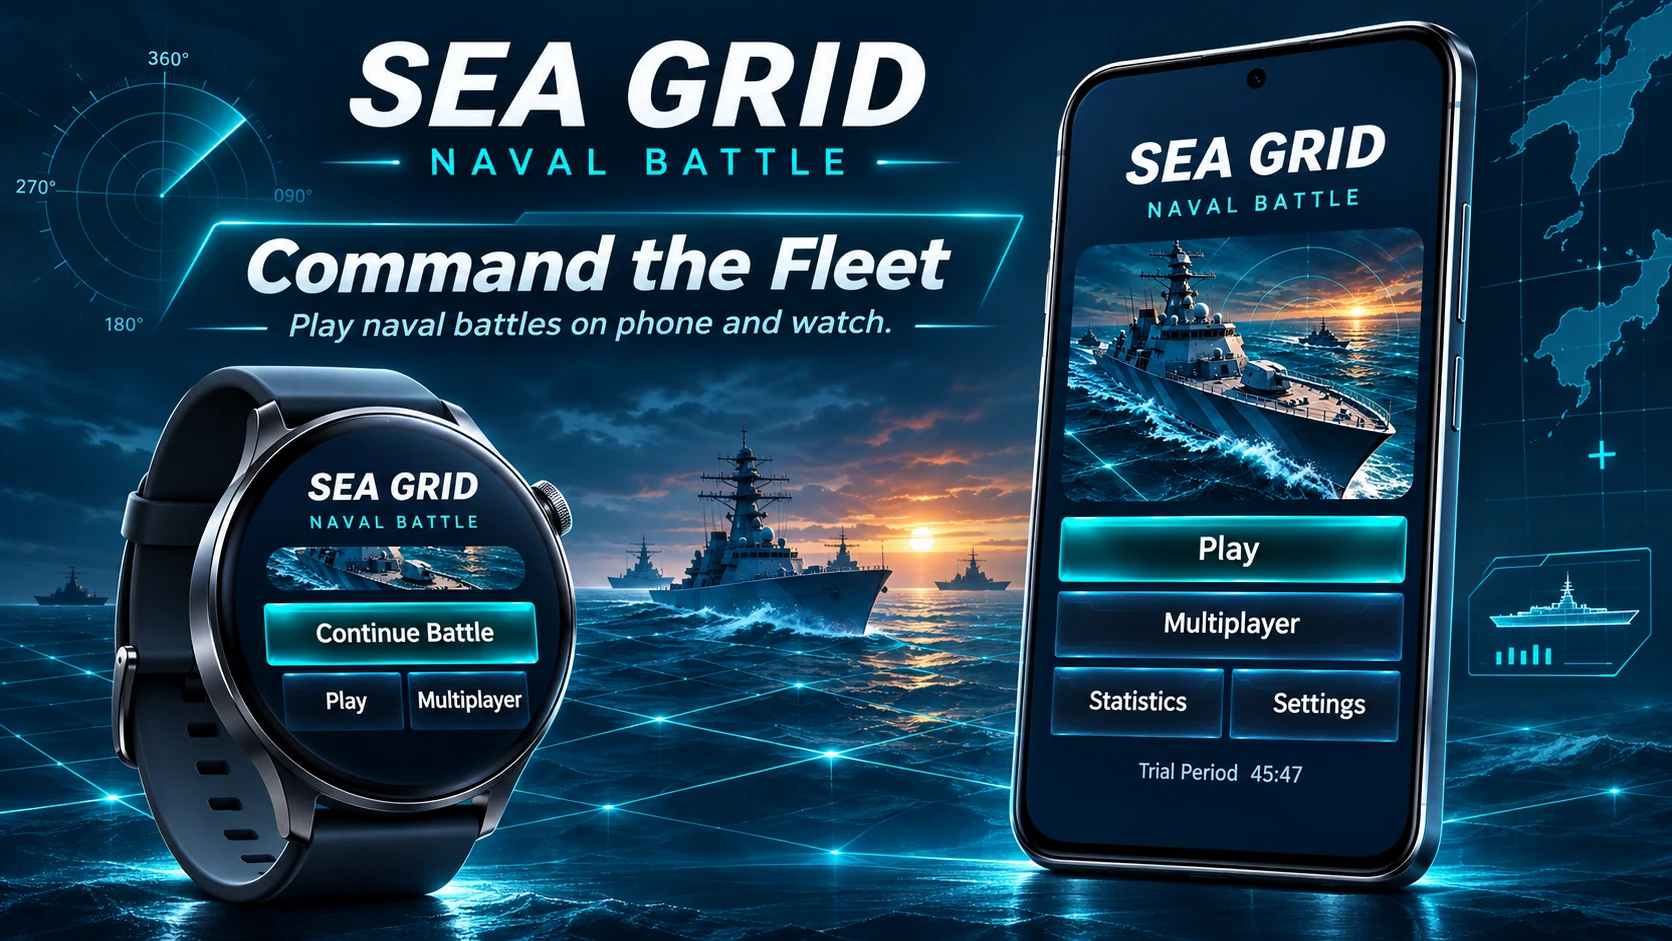 SEA GRID
NAVAL BATTLE
Command the Fleet
Play naval battles on phone and watch.
360°
270°
090°
180°
SEA GRID
NAVAL BATTLE
Continue Battle
Play
Multiplayer
SEA GRID
NAVAL BATTLE
Play
Multiplayer
Statistics
Settings
Trial Period 45:47